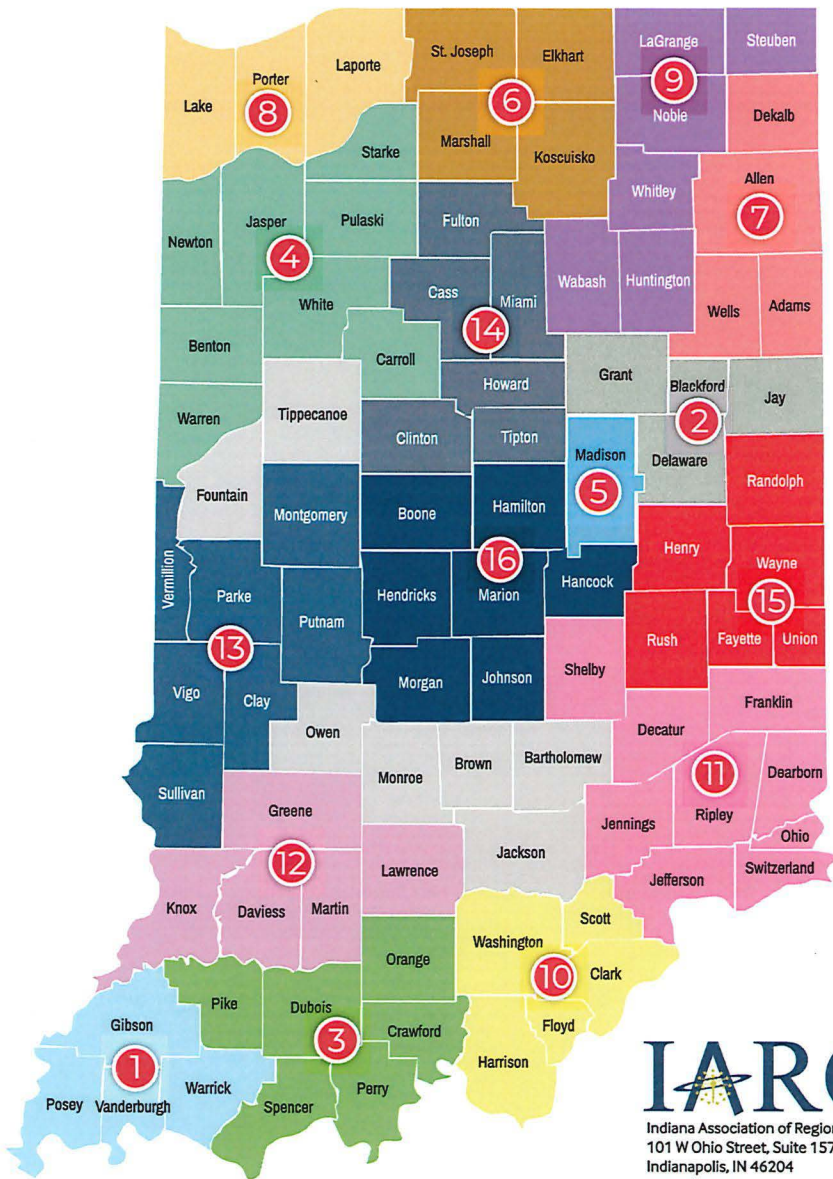 St. Joseph
Elkhart
LaGrange
Steuben
Lake
Porter
Laporte
8
6
9
Marshall
Koscuisko
Noble
Dekalb
Starke
Whitley
Allen
7
Newton
Jasper
Pulaski
Fulton
4
White
Cass
Miami
Wabash
Huntington
Wells
Adams
14
Benton
Carroll
Howard
Grant
Blackford
Jay
2
Warren
Tippecanoe
Clinton
Tipton
Madison
Delaware
5
Randolph
Fountain
Montgomery
Boone
Hamilton
Henry
Wayne
Vermillion
Parke
Putnam
Hendricks
16
Marion
Hancock
15
13
Rush
Fayette
Union
Vigo
Clay
Morgan
Johnson
Shelby
Franklin
Owen
Decatur
Sullivan
Monroe
Brown
Bartholomew
11
Dearborn
Greene
Jennings
Ripley
Ohio
12
Lawrence
Jackson
Jefferson
Switzerland
Knox
Daviess
Martin
Scott
Washington
Clark
Orange
10
Pike
Dubois
Gibson
3
Crawford
Floyd
Harrison
1
Posey
Vanderburgh
Warrick
Spencer
Perry
IARC
Indiana Association of Region
101 W Ohio Street, Suite 157
Indianapolis, IN 46204